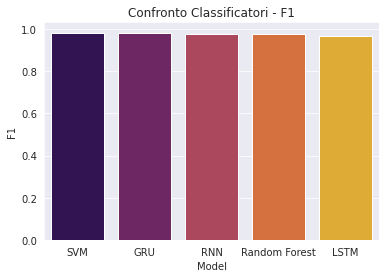 Confronto Classificatori - F1
1.0
0.8
0.6
0.4
0.2
0.0
F1
SVM GRU RNN Random Forest LSTM
Model